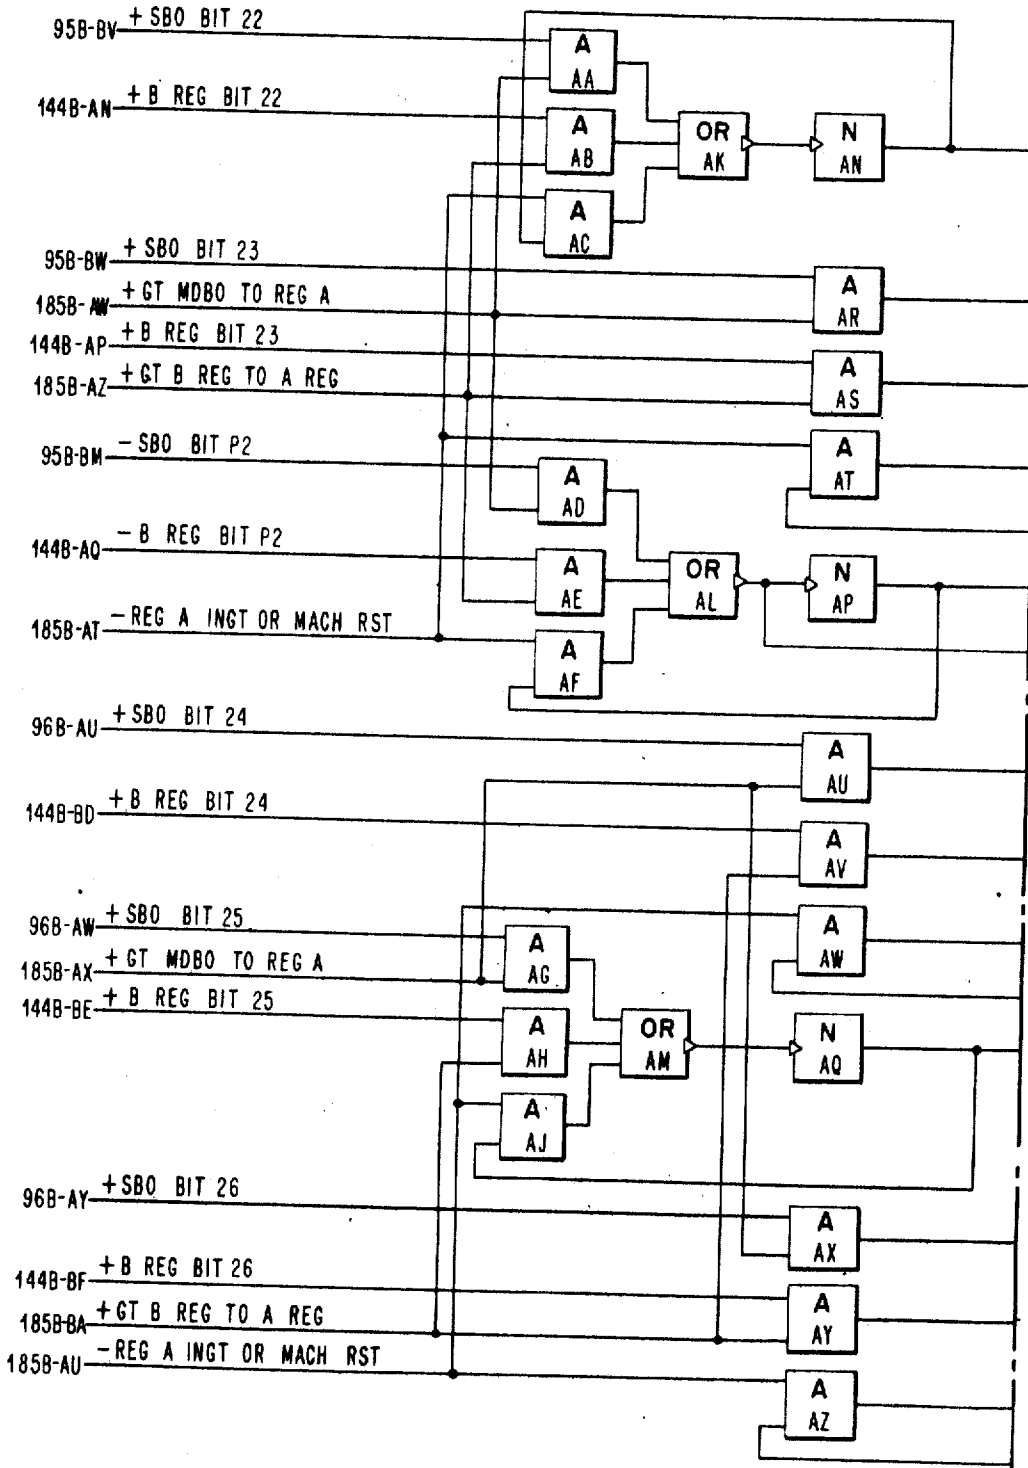 95B-BV + SBO BIT 22
A
AA
144B-AN + B REG BIT 22
A
AB
OR
AK
N
AN
A
AC
95B-BW + SBO BIT 23
A
AR
185B-AW + GT MDBO TO REG A
144B-AP + B REG BIT 23
A
AS
185B-AZ + GT B REG TO A REG
A
AT
95B-BM - SBO BIT P2
A
AD
144B-AQ - B REG BIT P2
A
AE
OR
AL
N
AP
185B-AT - REG A INGT OR MACH RST
A
AF
96B-AU + SBO BIT 24
A
AU
144B-BD + B REG BIT 24
A
AV
96B-AW + SBO BIT 25
A
AG
A
AW
185B-AX + GT MDBO TO REG A
144B-BE + B REG BIT 25
A
AH
OR
AM
N
AQ
A
AJ
96B-AY + SBO BIT 26
A
AX
144B-BF + B REG BIT 26
A
AY
185B-BA + GT B REG TO A REG
185B-AU - REG A INGT OR MACH RST
A
AZ